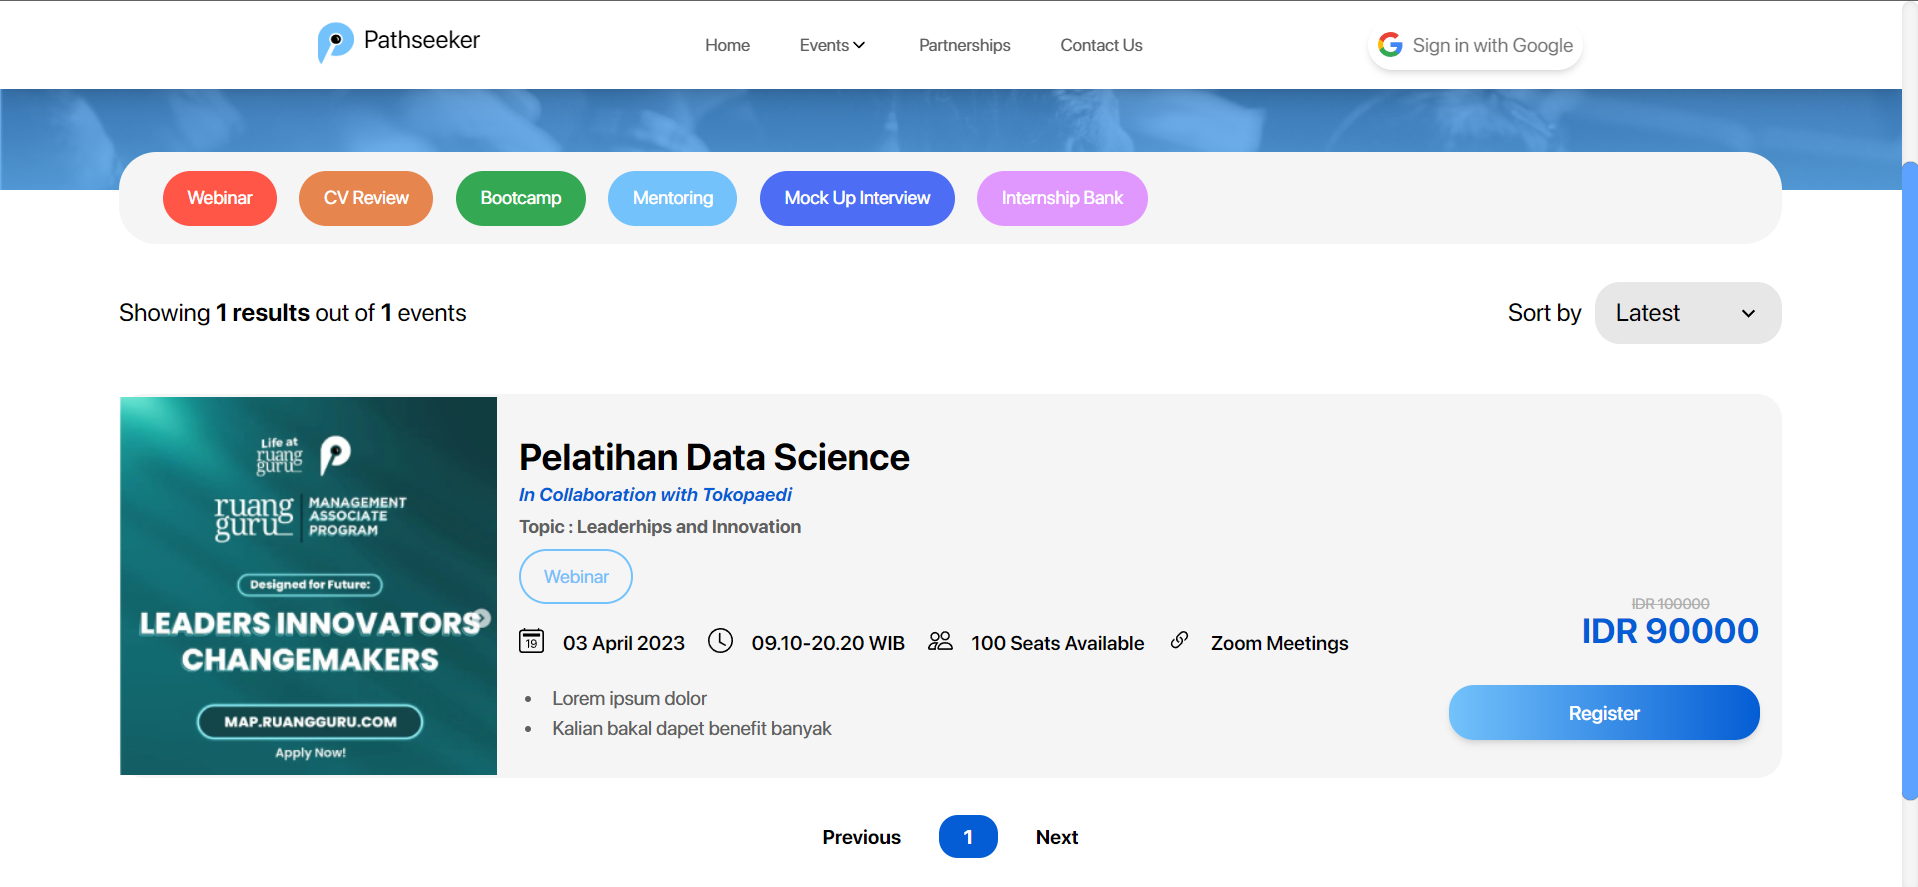 Pathseeker
Home
Events
Partnerships
Contact Us
Sign in with Google
Webinar
CV Review
Bootcamp
Mentoring
Mock Up Interview
Internship Bank
Showing 1 results out of 1 events
Sort by
Latest
Life at
ruang
guru
ruang
guru
MANAGEMENT
ASSOCIATE
PROGRAM
Designed for Future:
LEADERS INNOVATORS
CHANGEMAKERS
MAP.RUANGGURU.COM
Apply Now!
Pelatihan Data Science
In Collaboration with Tokopaedi
Topic : Leaderhips and Innovation
Webinar
19
03 April 2023
09.10-20.20 WIB
100 Seats Available
Zoom Meetings
IDR 100000
IDR 90000
• Lorem ipsum dolor
• Kalian bakal dapet benefit banyak
Register
Previous
1
Next